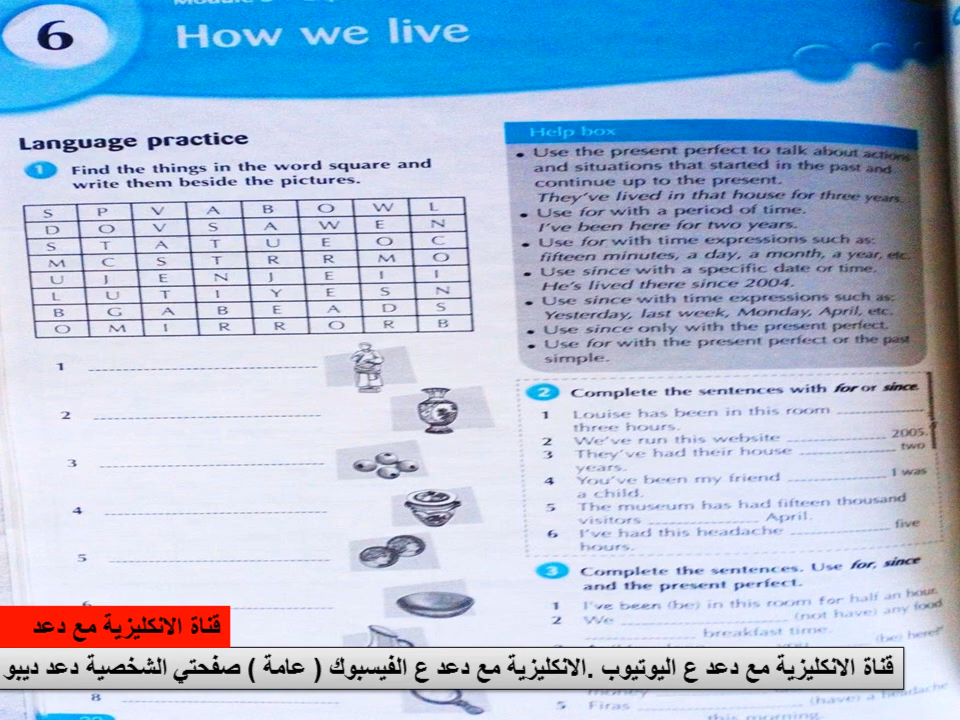 6 How we live
Language practice
1 Find the things in the word square and
write them beside the pictures.
S P V A B O W L
D O V S A W E N
S T A T U E O C
M C S T R R M O
U J E N J E I I
L U T I Y E S N
B G A B E A D S
O M I R R O R B
1
2
3
4
5
8
Help box
• Use the present perfect to talk about actions
and situations that started in the past and
continue up to the present.
They've lived in that house for three years.
• Use for with a period of time.
I've been here for two years.
• Use for with time expressions such as:
fifteen minutes, a day, a month, a year, etc.
• Use since with a specific date or time.
He's lived there since 2004.
• Use since with time expressions such as:
Yesterday, last week, Monday, April, etc.
• Use since only with the present perfect.
• Use for with the present perfect or the past
simple.
2 Complete the sentences with for or since.
1 Louise has been in this room
three hours.
2 We've run this website 2005.
3 They've had their house two
years.
4 You've been my friend I was
a child.
5 The museum has had fifteen thousand
visitors April.
6 I've had this headache five
hours.
3 Complete the sentences. Use for, since
and the present perfect.
1 I've been (be) in this room for half an hour.
2 We (not have) any food
breakfast time.
(be) here?
money
5 Firas (have) a headache
this morning.
قناة الانكليزية مع دعد
قناة الانكليزية مع دعد ع اليوتيوب .الانكليزية مع دعد ع الفيسبوك ( عامة ) صفحتي الشخصية دعد ديبو